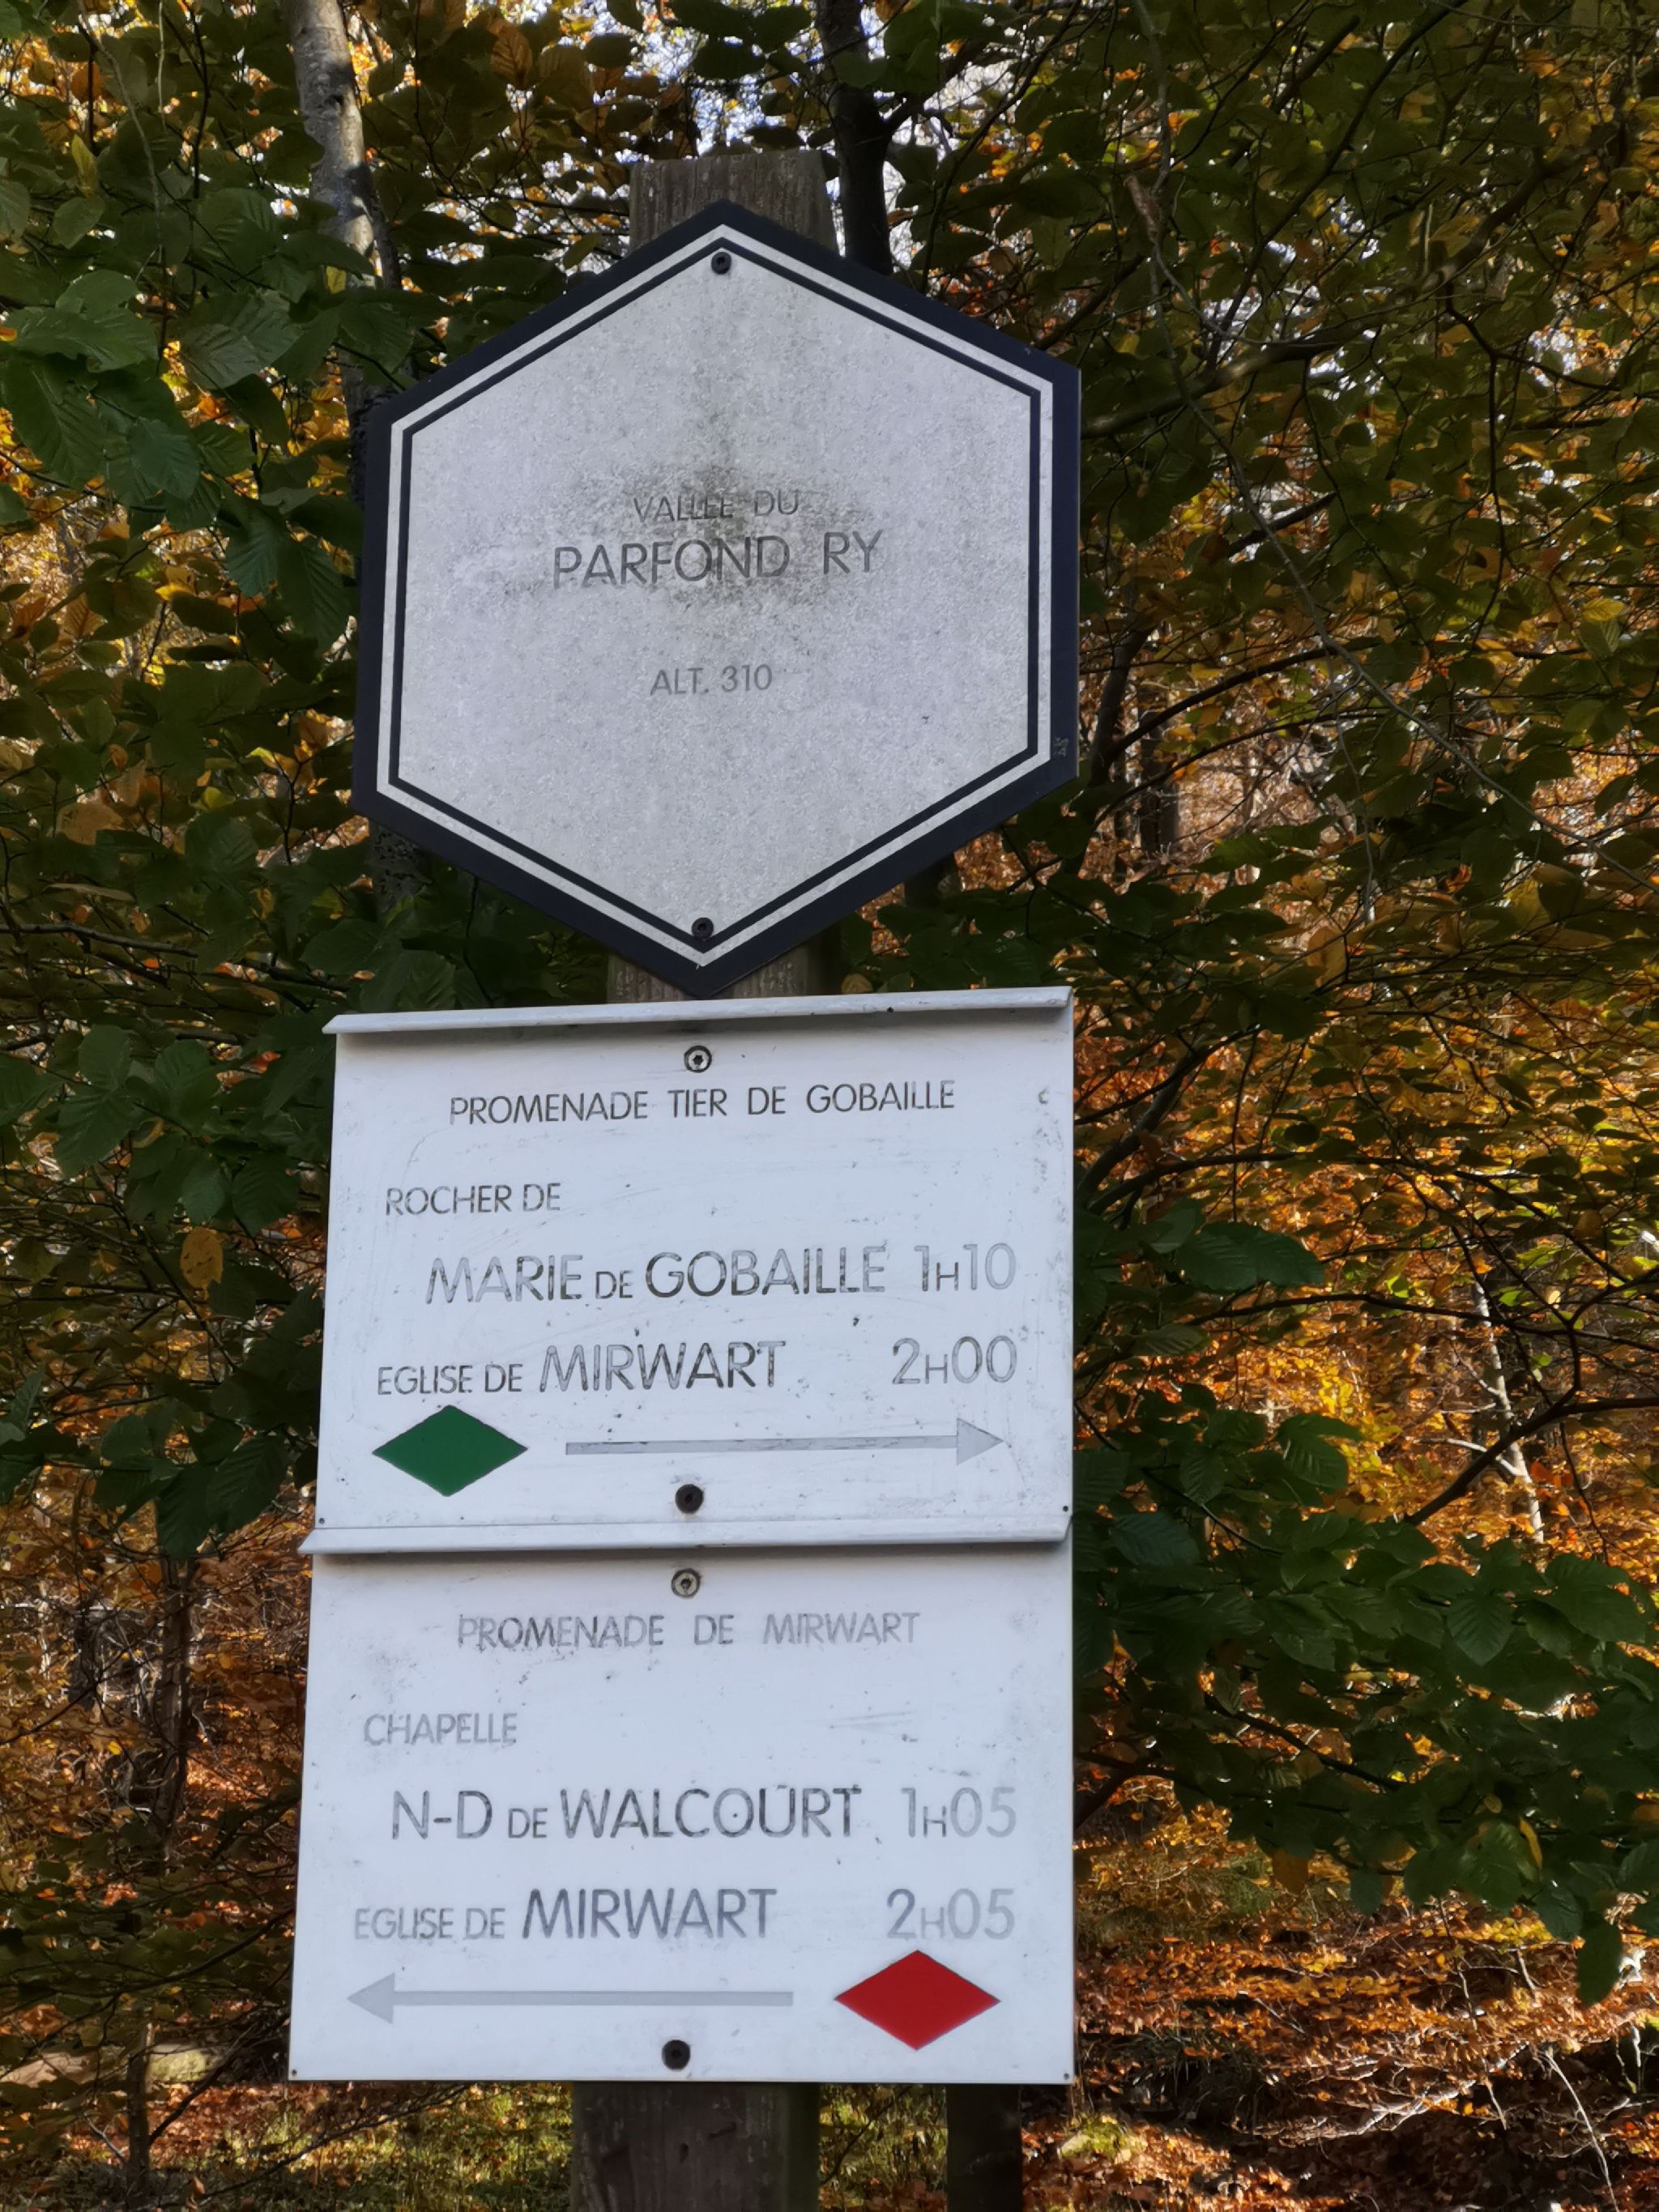 VALLEE DU
PARFOND RY
ALT. 310
PROMENADE TIER DE GOBAILLE
ROCHER DE
MARIE DE GOBAILLE 1H10
EGLISE DE MIRWART 2H00
PROMENADE DE MIRWART
CHAPELLE
N-D DE WALCOURT 1H05
EGLISE DE MIRWART 2H05